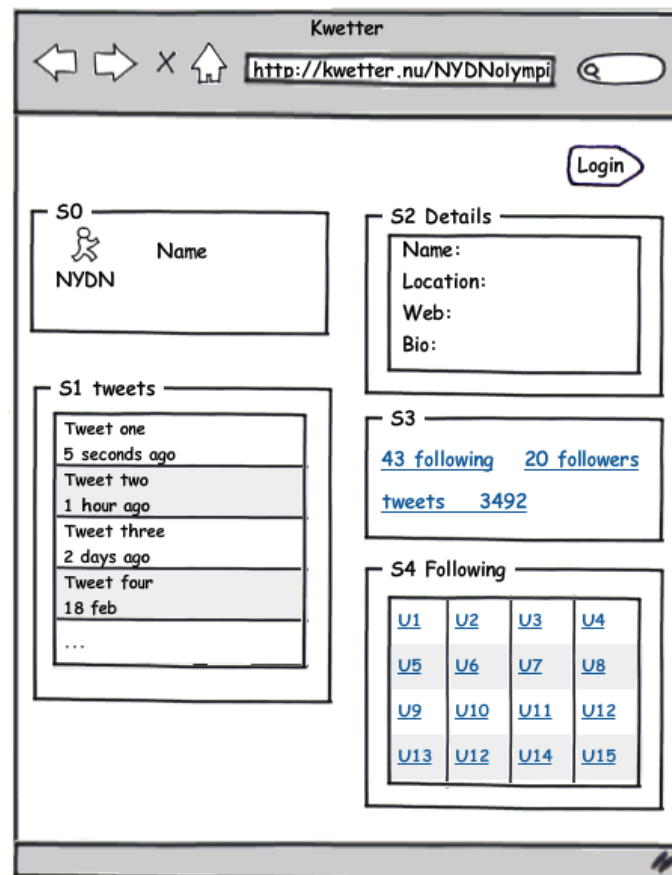 Kwetter
http://kwetter.nu/NYDNolympi
Login
S0
Name
NYDN
S1 tweets
Tweet one
5 seconds ago
Tweet two
1 hour ago
Tweet three
2 days ago
Tweet four
18 feb
...
S2 Details
Name:
Location:
Web:
Bio:
S3
43 following 20 followers
tweets 3492
S4 Following
U1 U2 U3 U4
U5 U6 U7 U8
U9 U10 U11 U12
U13 U12 U14 U15